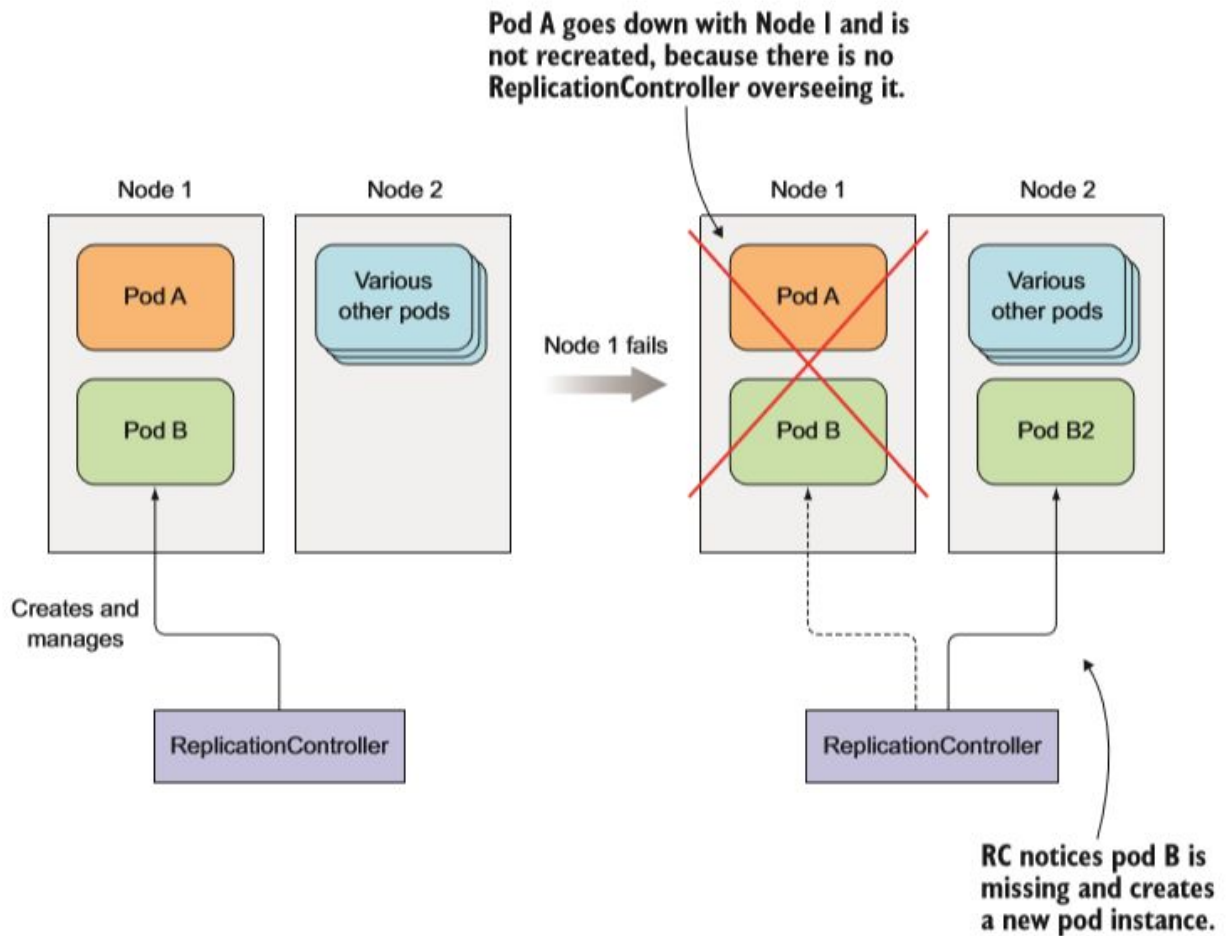 Pod A goes down with Node 1 and is
not recreated, because there is no
ReplicationController overseeing it.
Node 1
Node 2
Node 1
Node 2
Pod A
Various
other pods
Pod A
Various
other pods
Node 1 fails
Pod B
Pod B
Pod B2
Creates and
manages
ReplicationController
ReplicationController
RC notices pod B is
missing and creates
a new pod instance.